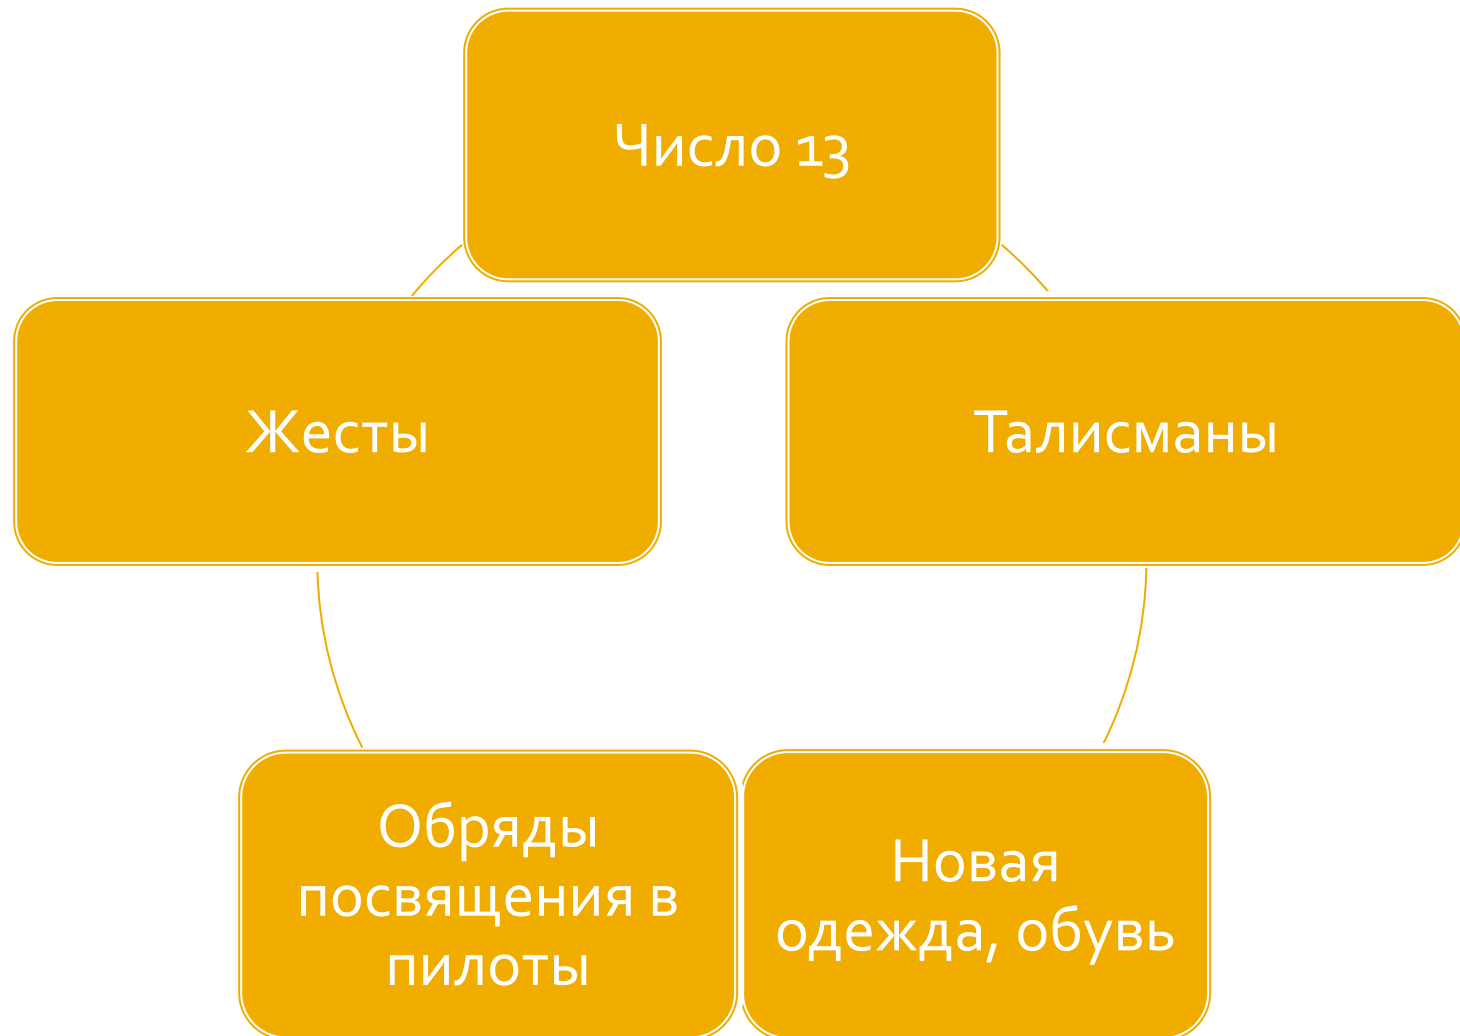 Число 13
Жесты
Талисманы
Обряды
посвящения в
пилоты
Новая
одежда, обувь